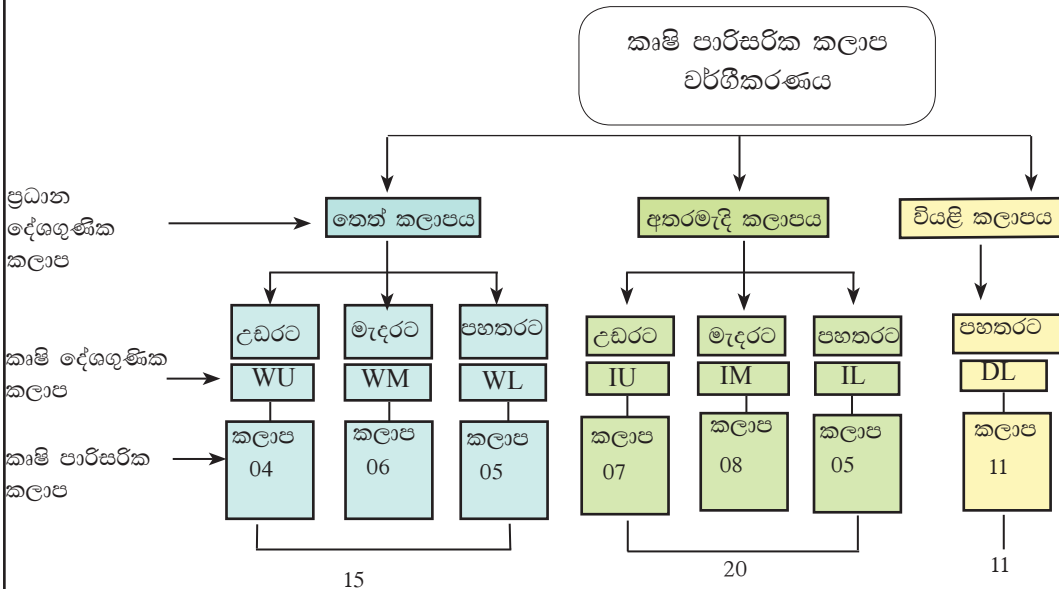 කෘෂි පාරිසරික කලාප
වර්ගීකරණය
ප්‍රධාන
දේශගුණික
කලාප
තෙත් කලාපය
අතරමැදි කලාපය
වියළි කලාපය
උඩරට
මැදරට
පහතරට
උඩරට
මැදරට
පහතරට
පහතරට
කෘෂි දේශගුණික
කලාප
WU
WM
WL
IU
IM
IL
DL
කෘෂි පාරිසරික
කලාප
කලාප
04
කලාප
06
කලාප
05
කලාප
07
කලාප
08
කලාප
05
කලාප
11
15
20
11